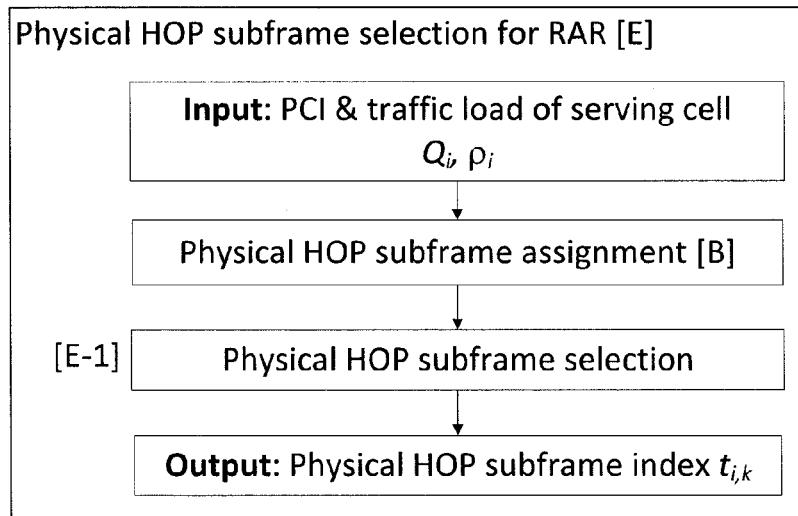 Physical HOP subframe selection for RAR [E]
Input: PCI & traffic load of serving cell
Qi, ρi
Physical HOP subframe assignment [B]
[E-1] Physical HOP subframe selection
Output: Physical HOP subframe index ti,k